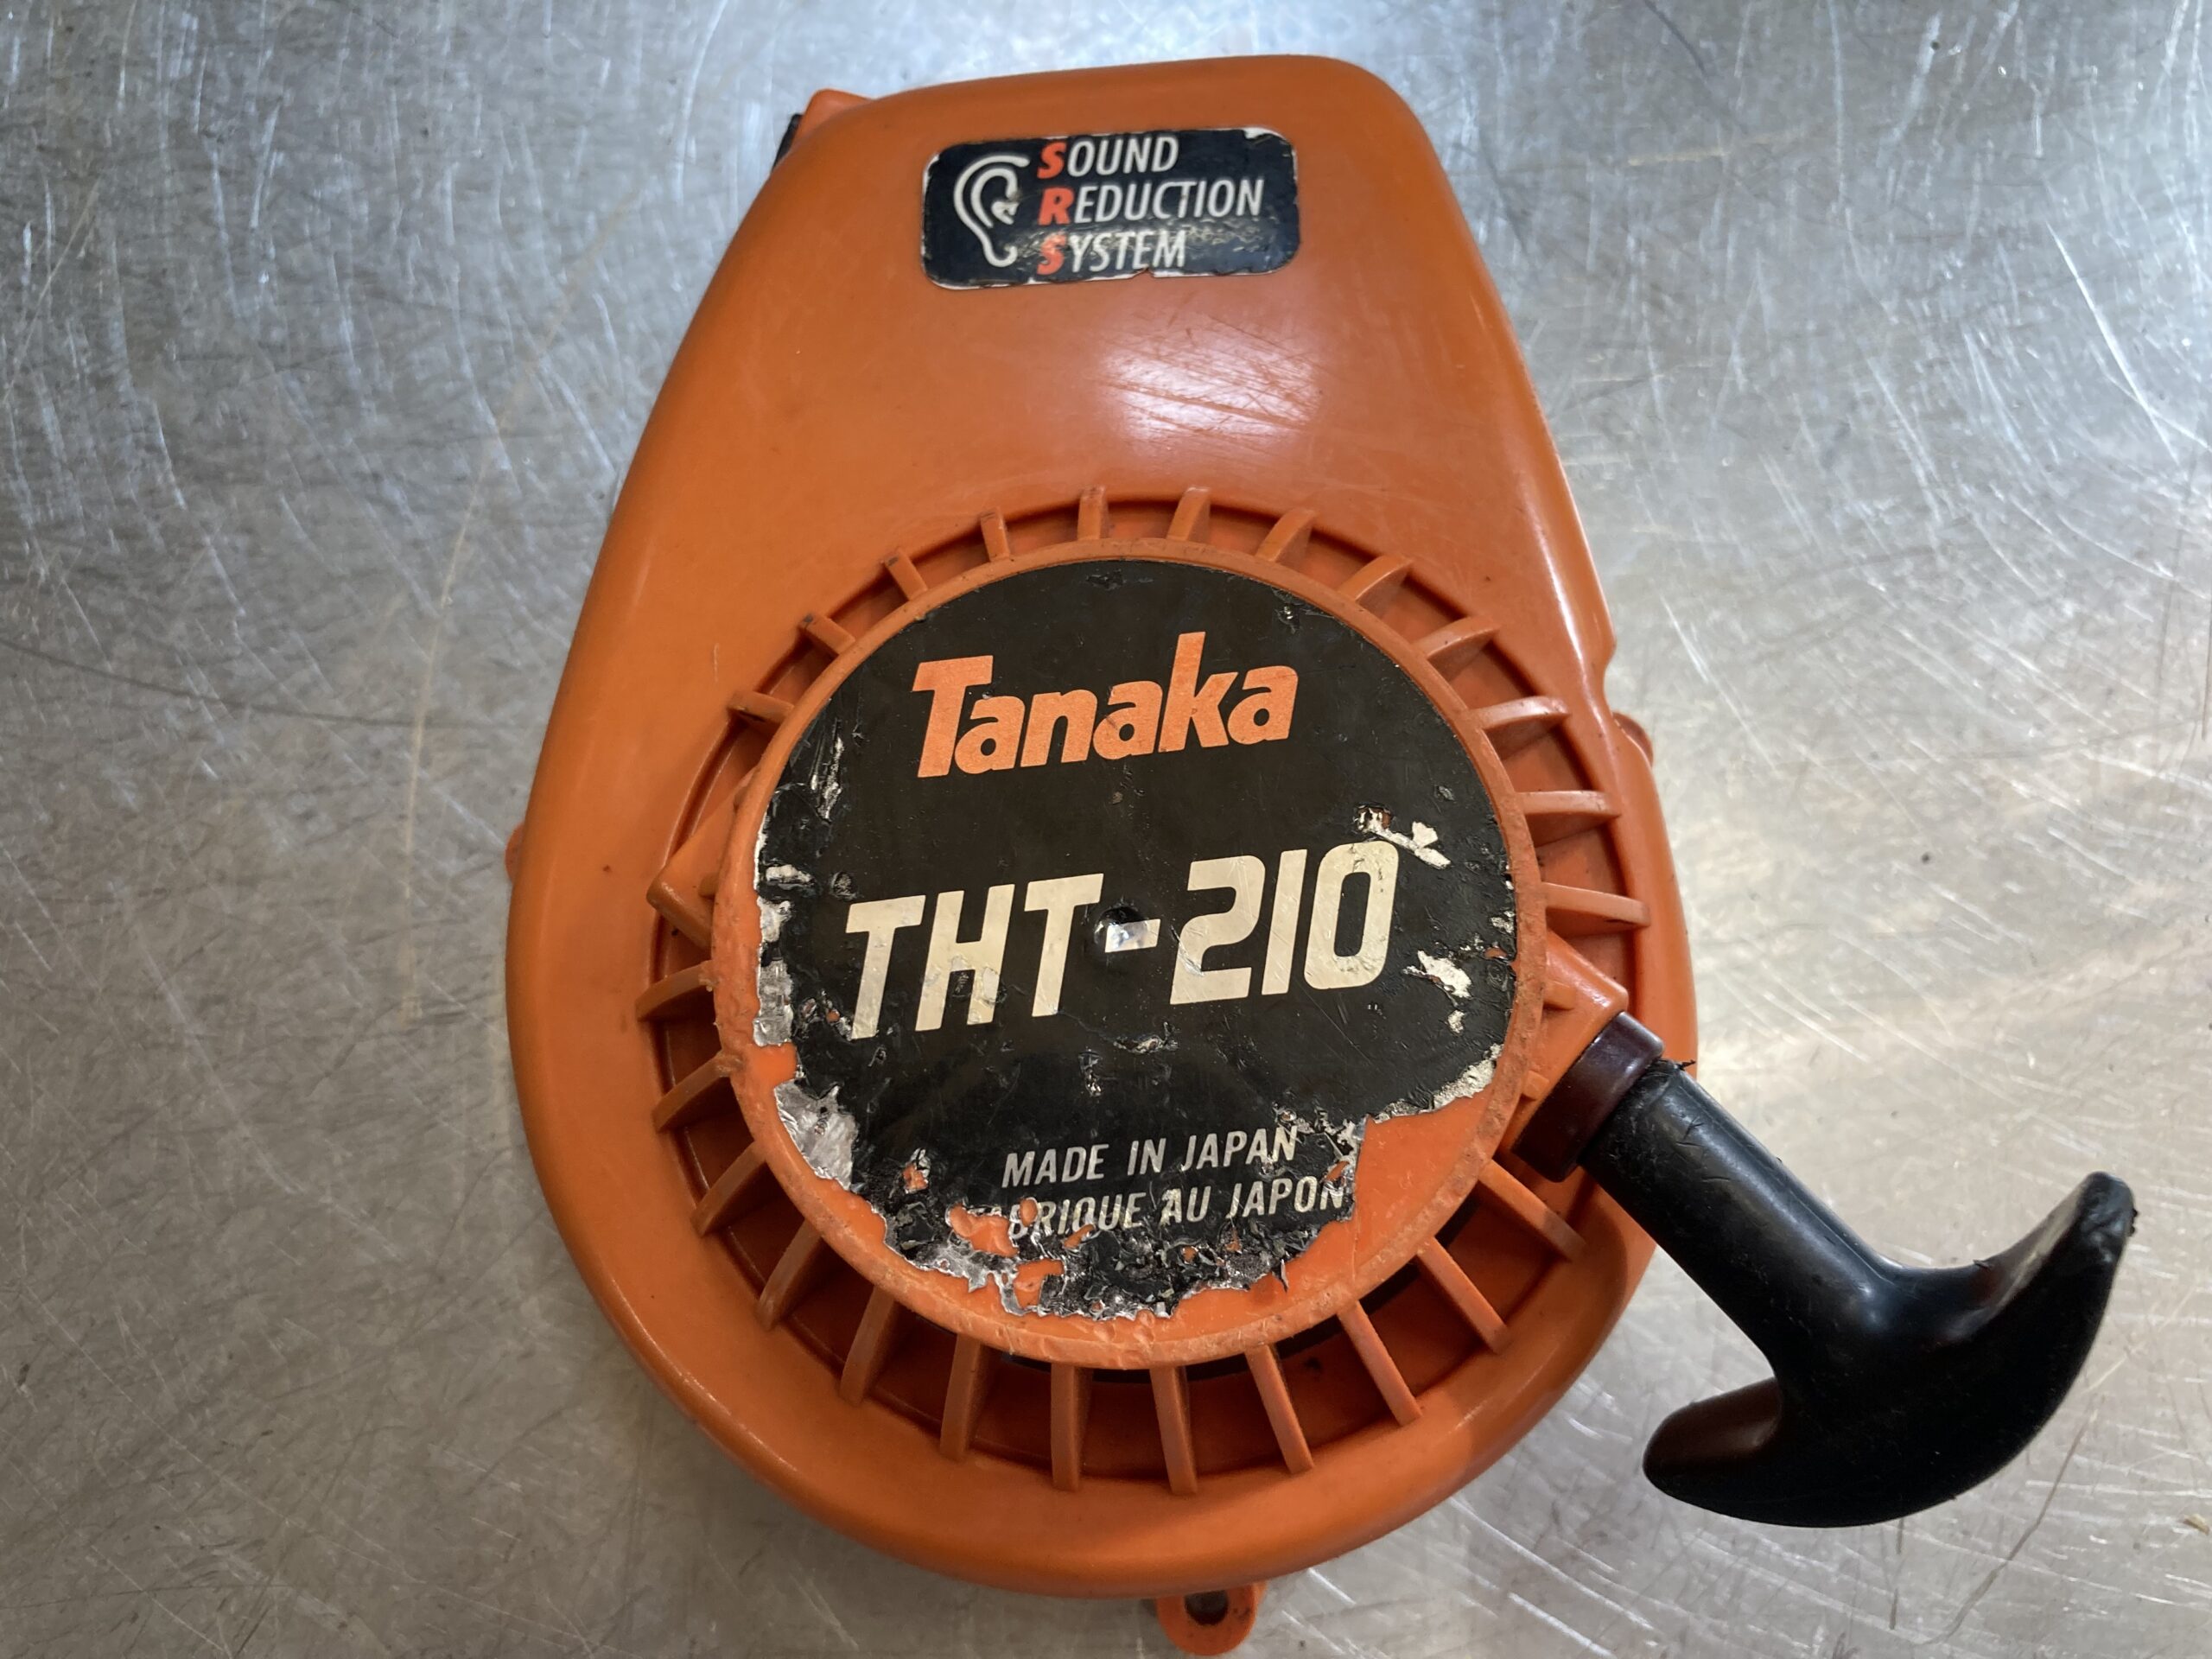 SOUND
REDUCTION
SYSTEM
Tanaka
THT-210
MADE IN JAPAN
AU JAPON